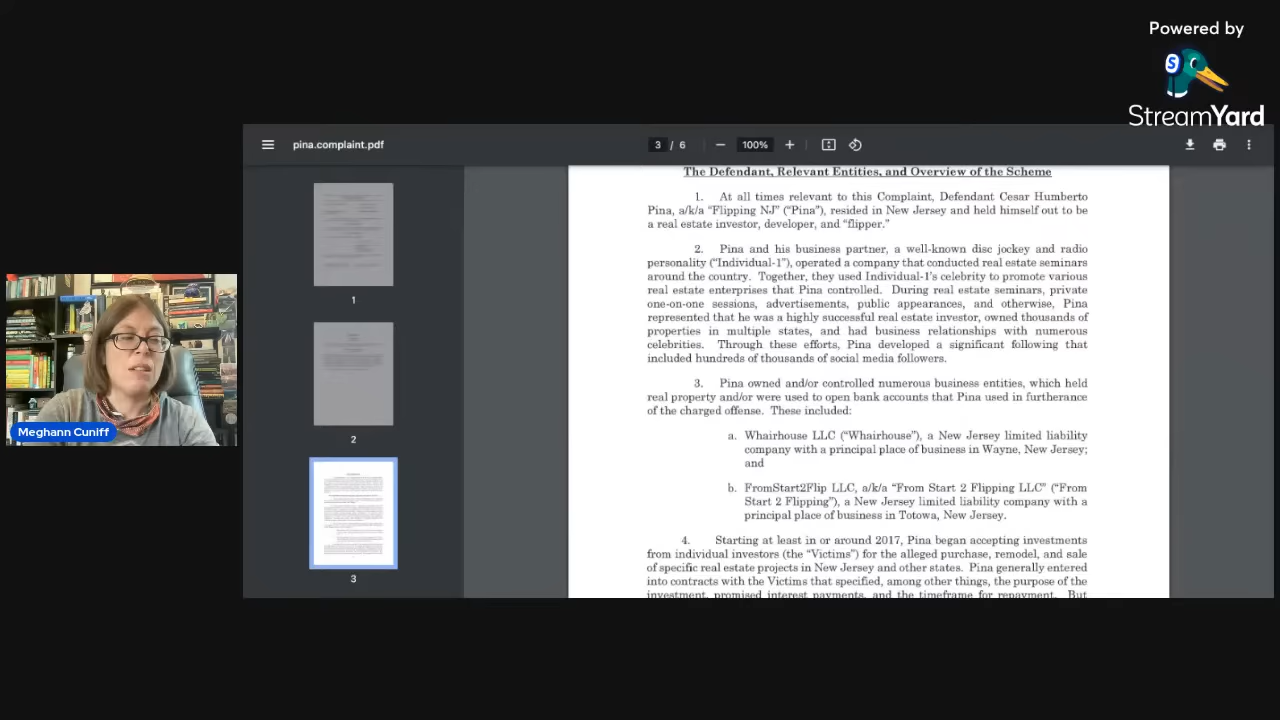 Powered by
S
StreamYard
pina.complaint.pdf
3 / 6
100%
1
2
3
Meghann Cuniff
The Defendant, Relevant Entities, and Overview of the Scheme
1. At all times relevant to this Complaint, Defendant Cesar Humberto
Pina, a/k/a “Flipping NJ” (“Pina”), resided in New Jersey and held himself out to be
a real estate investor, developer, and “flipper.”
2. Pina and his business partner, a well-known disc jockey and radio
personality (“Individual-1”), operated a company that conducted real estate seminars
around the country. Together, they used Individual-1’s celebrity to promote various
real estate enterprises that Pina controlled. During real estate seminars, private
one-on-one sessions, advertisements, public appearances, and otherwise, Pina
represented that he was a highly successful real estate investor, owned thousands of
properties in multiple states, and had business relationships with numerous
celebrities. Through these efforts, Pina developed a significant following that
included hundreds of thousands of social media followers.
3. Pina owned and/or controlled numerous business entities, which held
real property and/or were used to open bank accounts that Pina used in furtherance
of the charged offense. These included:
a. Whairhouse LLC (“Whairhouse”), a New Jersey limited liability
company with a principal place of business in Wayne, New Jersey;
and
b. FromStart2Flip LLC, a/k/a “From Start 2 Flipping LLC” (“From
Start 2 Flipping”), a New Jersey limited liability company with a
principal place of business in Totowa, New Jersey.
4. Starting at least in or around 2017, Pina began accepting investments
from individual investors (the “Victims”) for the alleged purchase, remodel, and sale
of specific real estate projects in New Jersey and other states. Pina generally entered
into contracts with the Victims that specified, among other things, the purpose of the
investment, promised interest payments, and the timeframe for repayment. But